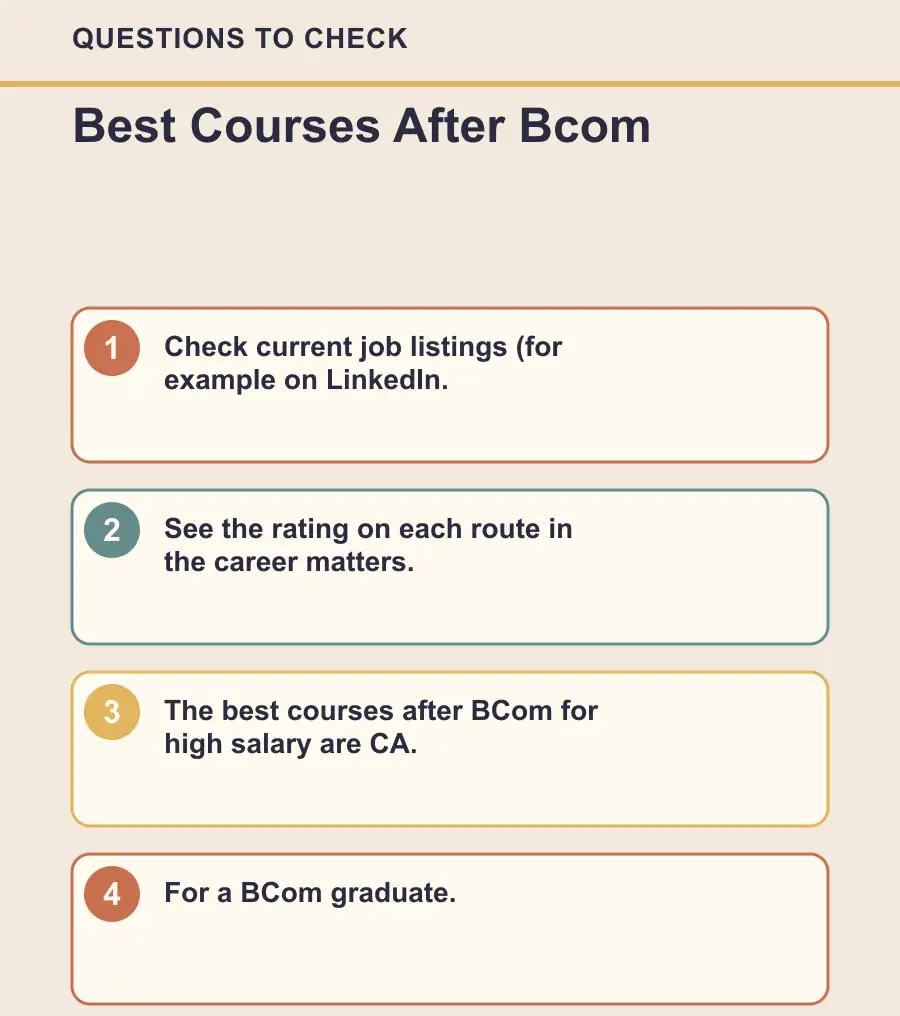 QUESTIONS TO CHECK
Best Courses After Bcom
1
Check current job listings (for
example on LinkedIn.
2
See the rating on each route in
the career matters.
3
The best courses after BCom for
high salary are CA.
4
For a BCom graduate.